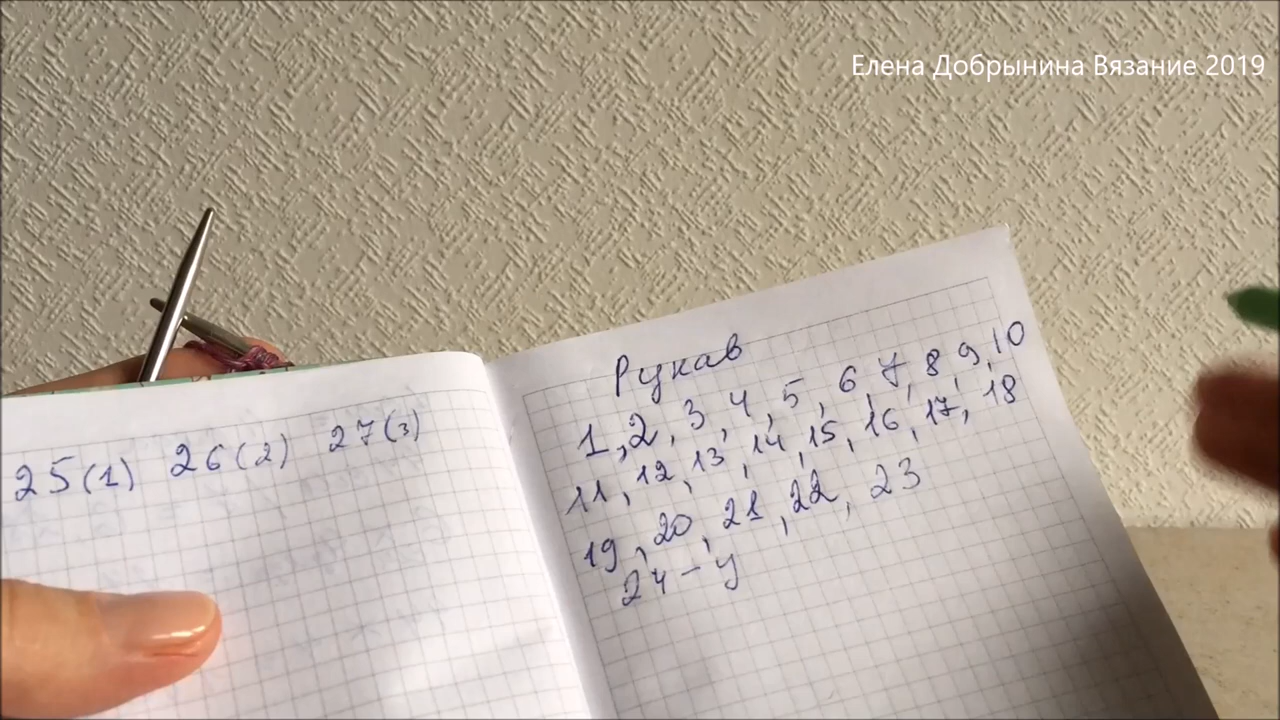 Елена Добрынина Вязание 2019
25(1) 26(2) 27(3)
Рукав
1, 2, 3, 4, 5, 6, 7, 8, 9, 10
11, 12, 13, 14, 15, 16, 17, 18
19, 20, 21, 22, 23
24-у